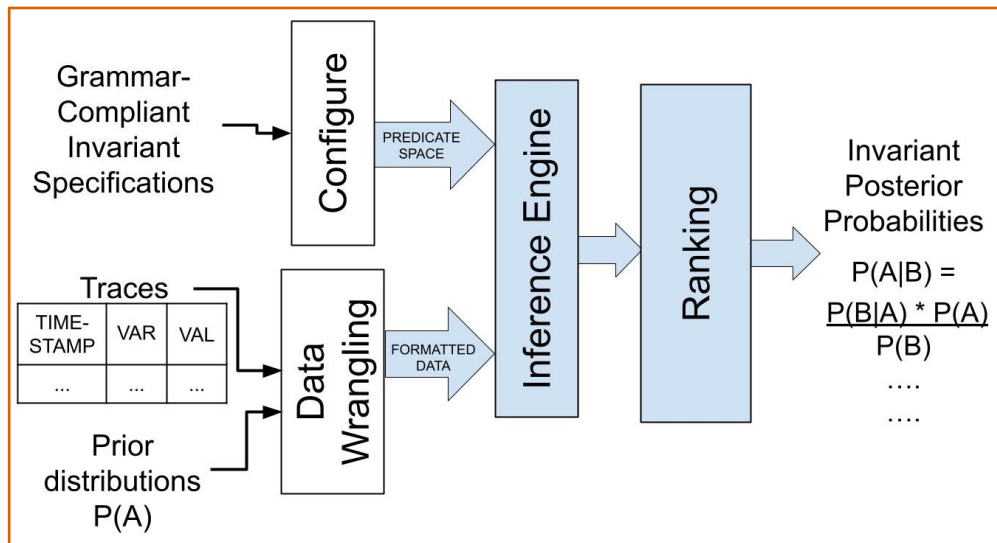 Grammar-
Compliant
Invariant
Specifications
Configure
PREDICATE
SPACE
Traces
TIME-
STAMP
VAR
VAL
...
...
...
Prior
distributions
P(A)
Data
Wrangling
FORMATTED
DATA
Inference Engine
Ranking
Invariant
Posterior
Probabilities
P(A|B) =
P(B|A) * P(A)
P(B)
....
....